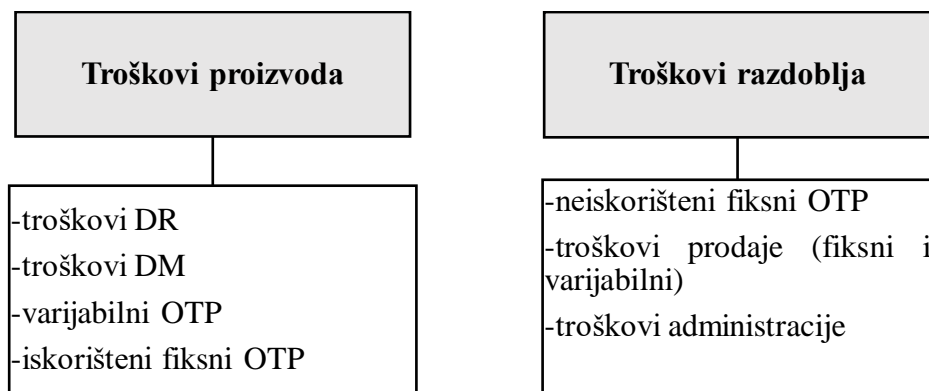 Troškovi proizvoda
-troškovi DR
-troškovi DM
-varijabilni OTP
-iskorišteni fiksni OTP
Troškovi razdoblja
-neiskorišteni fiksni OTP
-troškovi prodaje (fiksni i
varijabilni)
-troškovi administracije